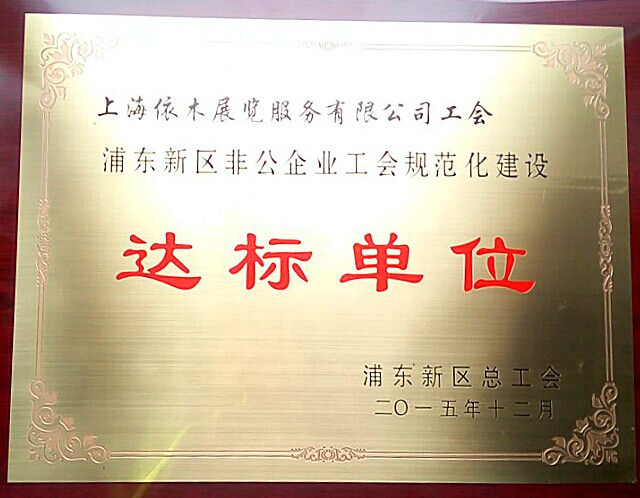 上海依木展览服务有限公司工会
浦东新区非公企业工会规范化建设
达标单位
浦东新区总工会
二〇一五年十二月